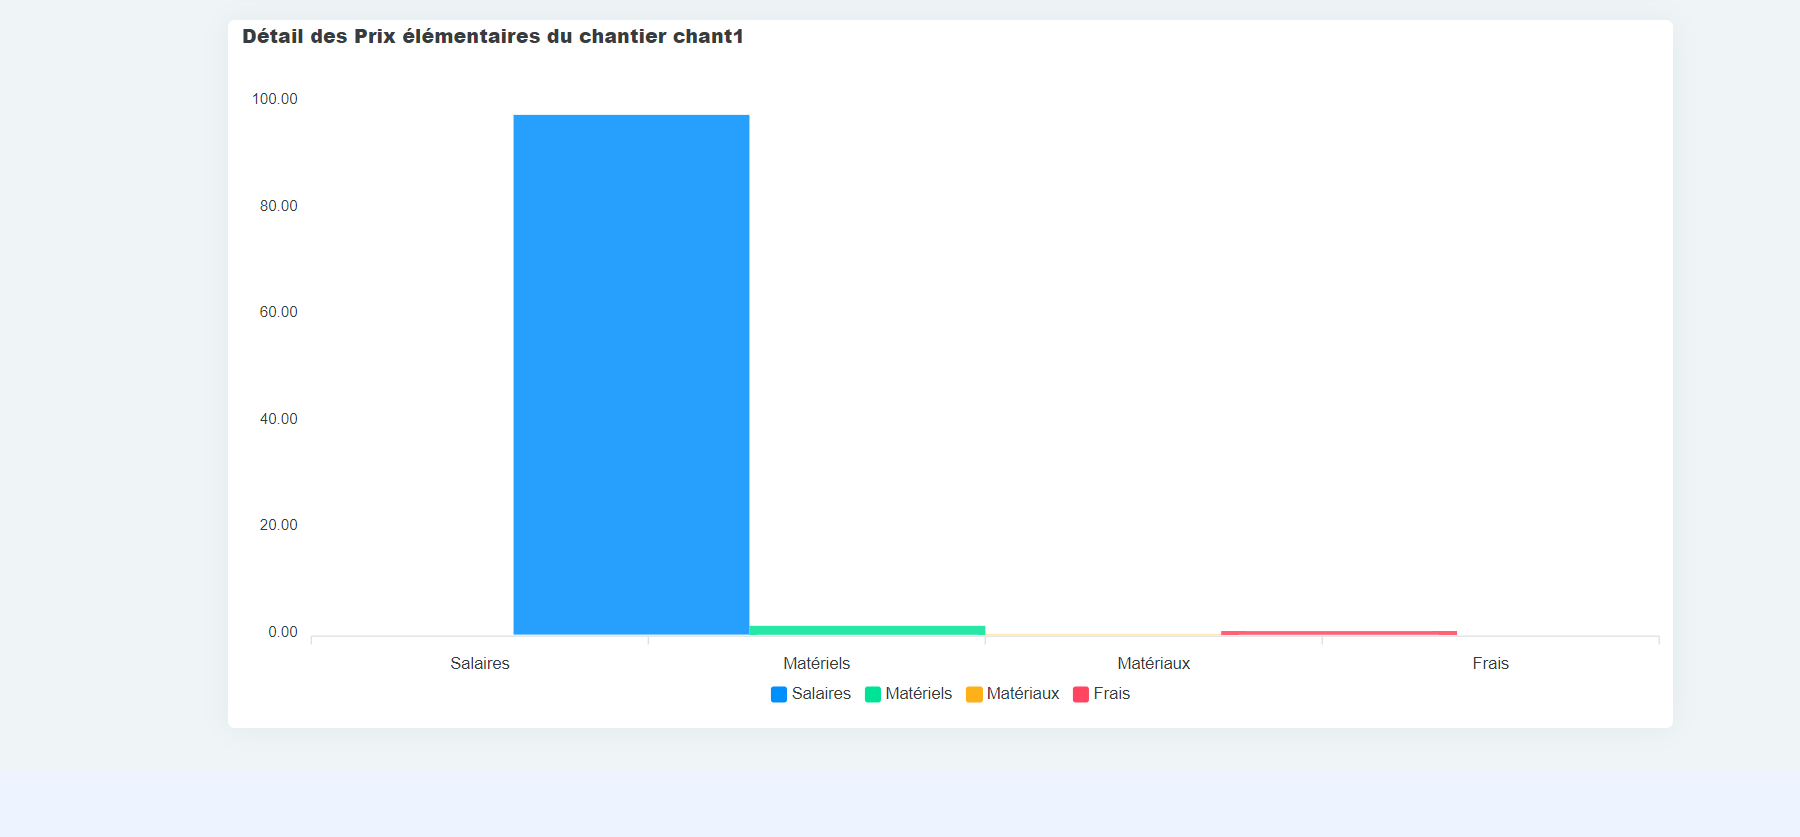 Détail des Prix élémentaires du chantier chant1
100.00
80.00
60.00
40.00
20.00
0.00
Salaires Matériels Matériaux Frais
Salaires Matériels Matériaux Frais